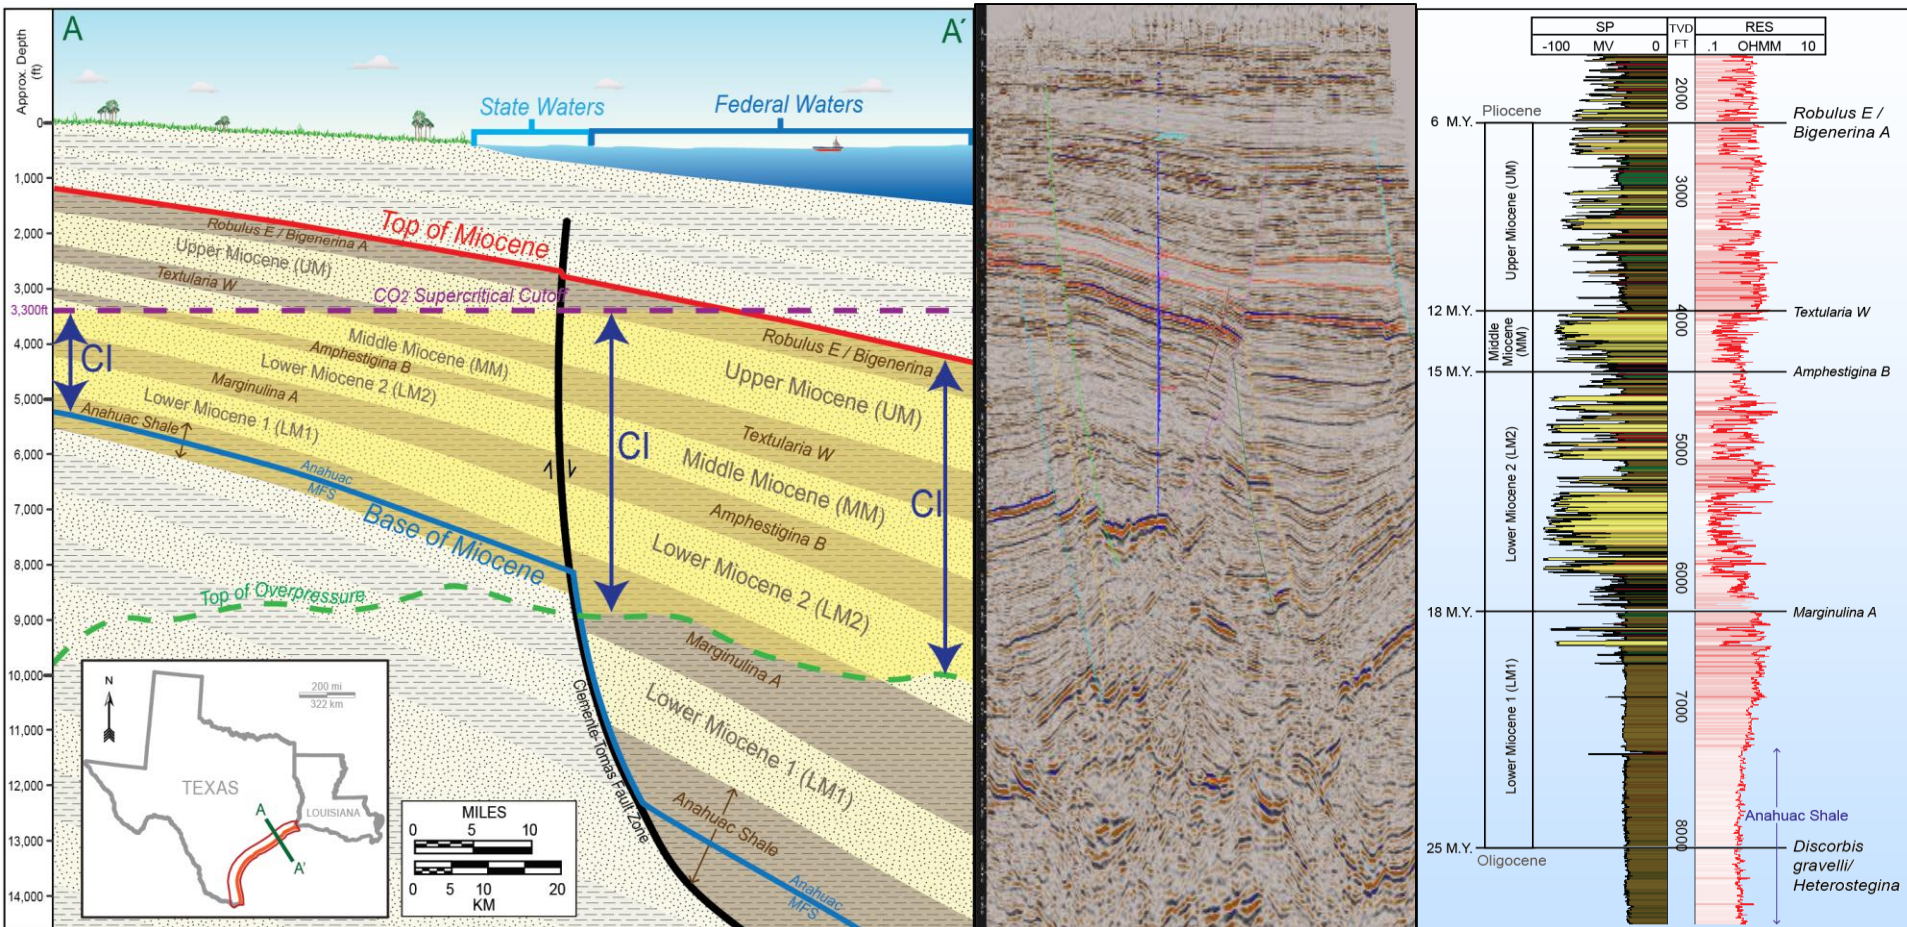 A
A´
Approx. Depth
(ft)
0
1,000
2,000
3,000
3,300ft
4,000
5,000
6,000
7,000
8,000
9,000
10,000
11,000
12,000
13,000
14,000
State Waters
Federal Waters
Top of Miocene
Robulus E / Bigenerina A
Upper Miocene (UM)
Textularia W
CO2 Supercritical Cutoff
CI
Middle Miocene (MM)
Amphestigina B
Lower Miocene 2 (LM2)
Marginulina A
Lower Miocene 1 (LM1)
Anahuac Shale
Anahuac
MFS
Base of Miocene
Top of Overpressure
CI
Robulus E / Bigenerina
Upper Miocene (UM)
Textularia W
Middle Miocene (MM)
Amphestigina B
Lower Miocene 2 (LM2)
CI
Marginulina A
Lower Miocene 1 (LM1)
Anahuac Shale
Anahuac
MFS
Clemente-Tomas Fault Zone
N
200 mi
322 km
TEXAS
LOUISIANA
A
A'
MILES
0 5 10
0 5 10 20
KM
SP
-100 MV 0
TVD
FT
RES
.1 OHMM 10
2000
3000
4000
5000
6000
7000
8000
Pliocene
6 M.Y.
Robulus E /
Bigenerina A
Upper Miocene (UM)
12 M.Y.
Textularia W
Middle
Miocene
(MM)
15 M.Y.
Amphestigina B
Lower Miocene 2 (LM2)
18 M.Y.
Marginulina A
Lower Miocene 1 (LM1)
Anahuac Shale
25 M.Y.
Oligocene
Discorbis
gravelli/
Heterostegina